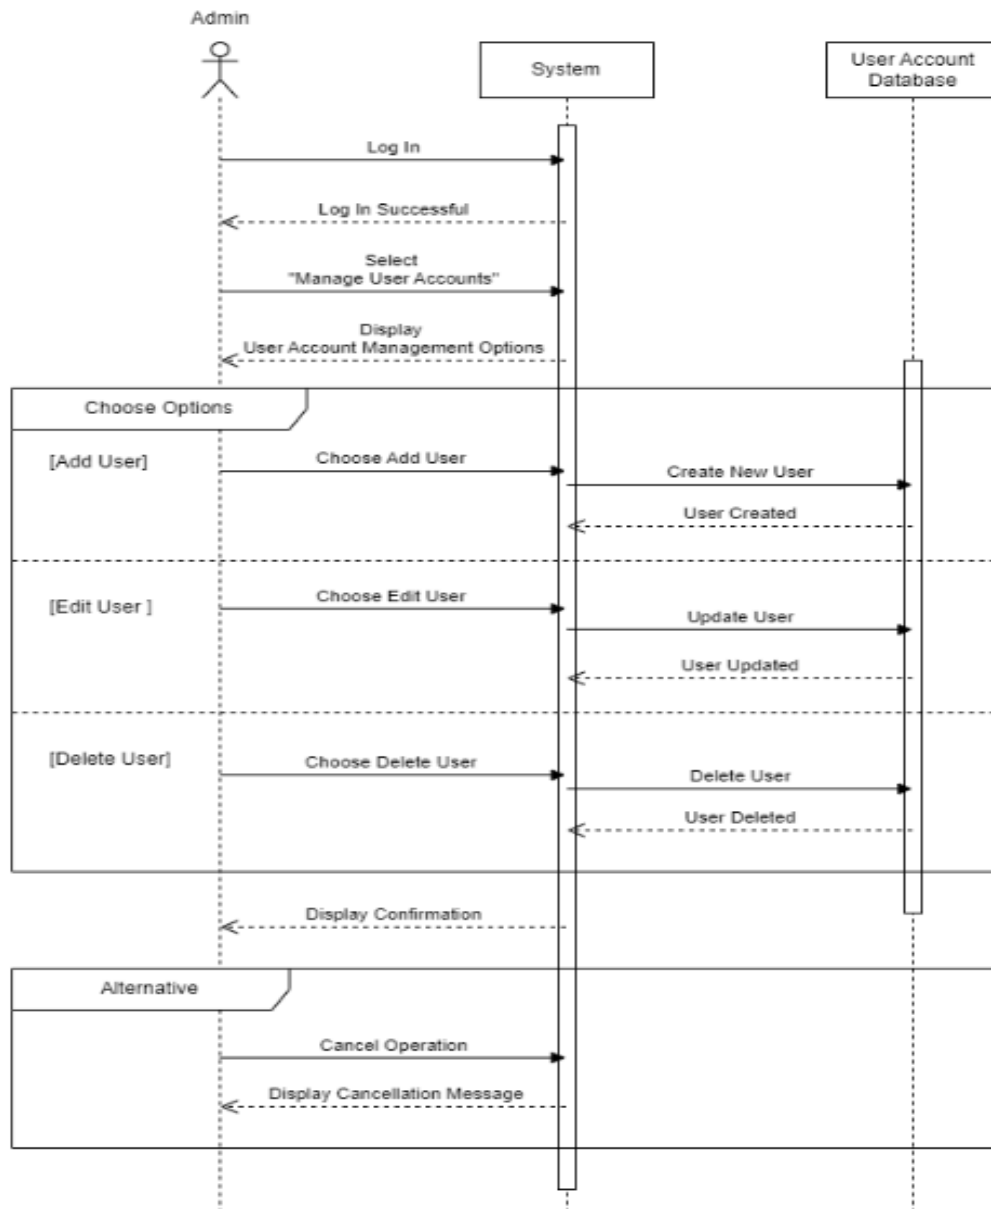 Admin
System
User Account
Database
Log In
Log In Successful
Select
"Manage User Accounts"
Display
User Account Management Options
Choose Options
[Add User]
Choose Add User
Create New User
User Created
[Edit User ]
Choose Edit User
Update User
User Updated
[Delete User]
Choose Delete User
Delete User
User Deleted
Display Confirmation
Alternative
Cancel Operation
Display Cancellation Message